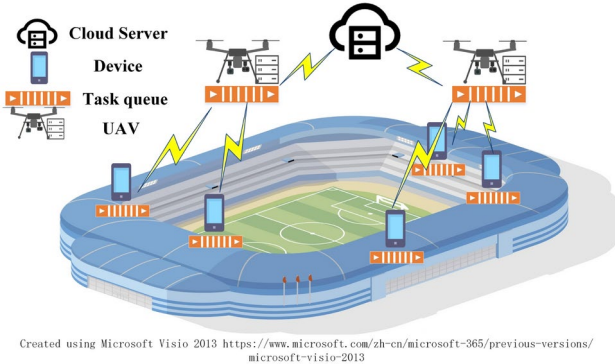 Cloud Server
Device
Task queue
UAV
Created using Microsoft Visio 2013 https://www.microsoft.com/zh-cn/microsoft-365/previous-versions/
microsoft-visio-2013